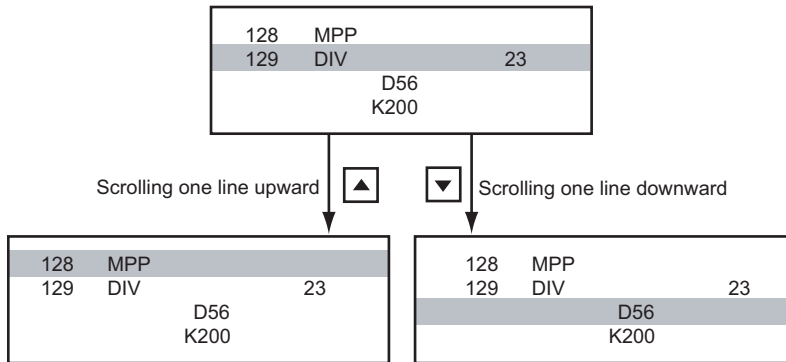 128 MPP
129 DIV 23
D56
K200
Scrolling one line upward ▲
▼ Scrolling one line downward
128 MPP
129 DIV 23
D56
K200
128 MPP
129 DIV 23
D56
K200